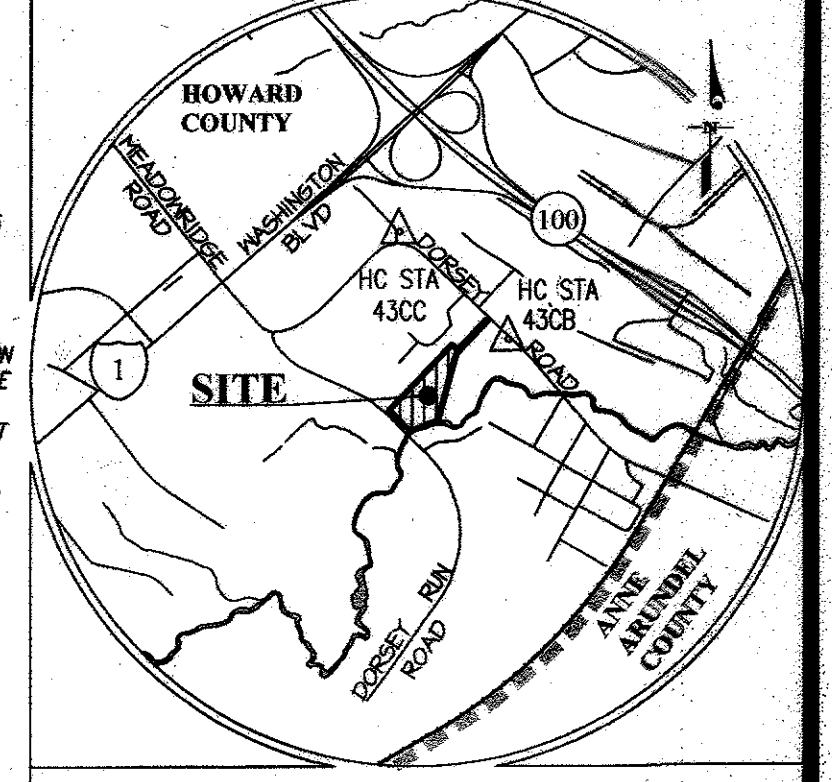 HOWARD
COUNTY
MEADOWRIDGE
ROAD
WASHINGTON
BLVD
N
100
DORSEY
ROAD
HC STA
43CC
HC STA
43CB
1
SITE
DORSEY RUN
ROAD
ANNE
ARUNDEL
COUNTY